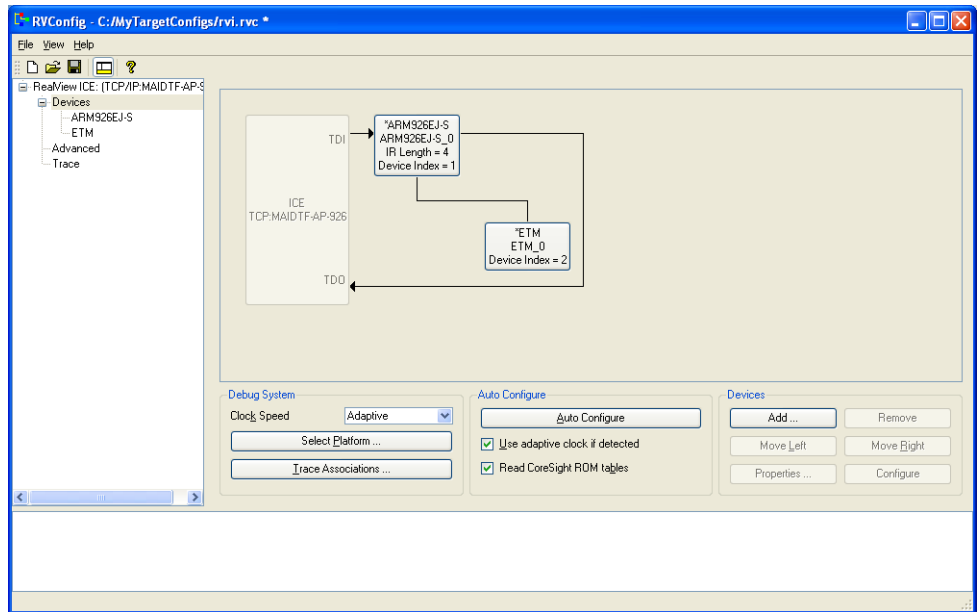 RVConfig - C:/MyTargetConfigs/rvi.rvc *
File View Help
RealView ICE: (TCP/IP:MAIDTF-AP-9
Devices
ARM926EJ-S
ETM
Advanced
Trace
TDI
ICE
TCP:MAIDTF-AP-926
TDO
*ARM926EJ-S
ARM926EJ-S_0
IR Length = 4
Device Index = 1
*ETM
ETM_0
Device Index = 2
Debug System
Clock Speed Adaptive
Select Platform ...
Trace Associations ...
Auto Configure
Auto Configure
Use adaptive clock if detected
Read CoreSight ROM tables
Devices
Add ... Remove
Move Left Move Right
Properties ... Configure